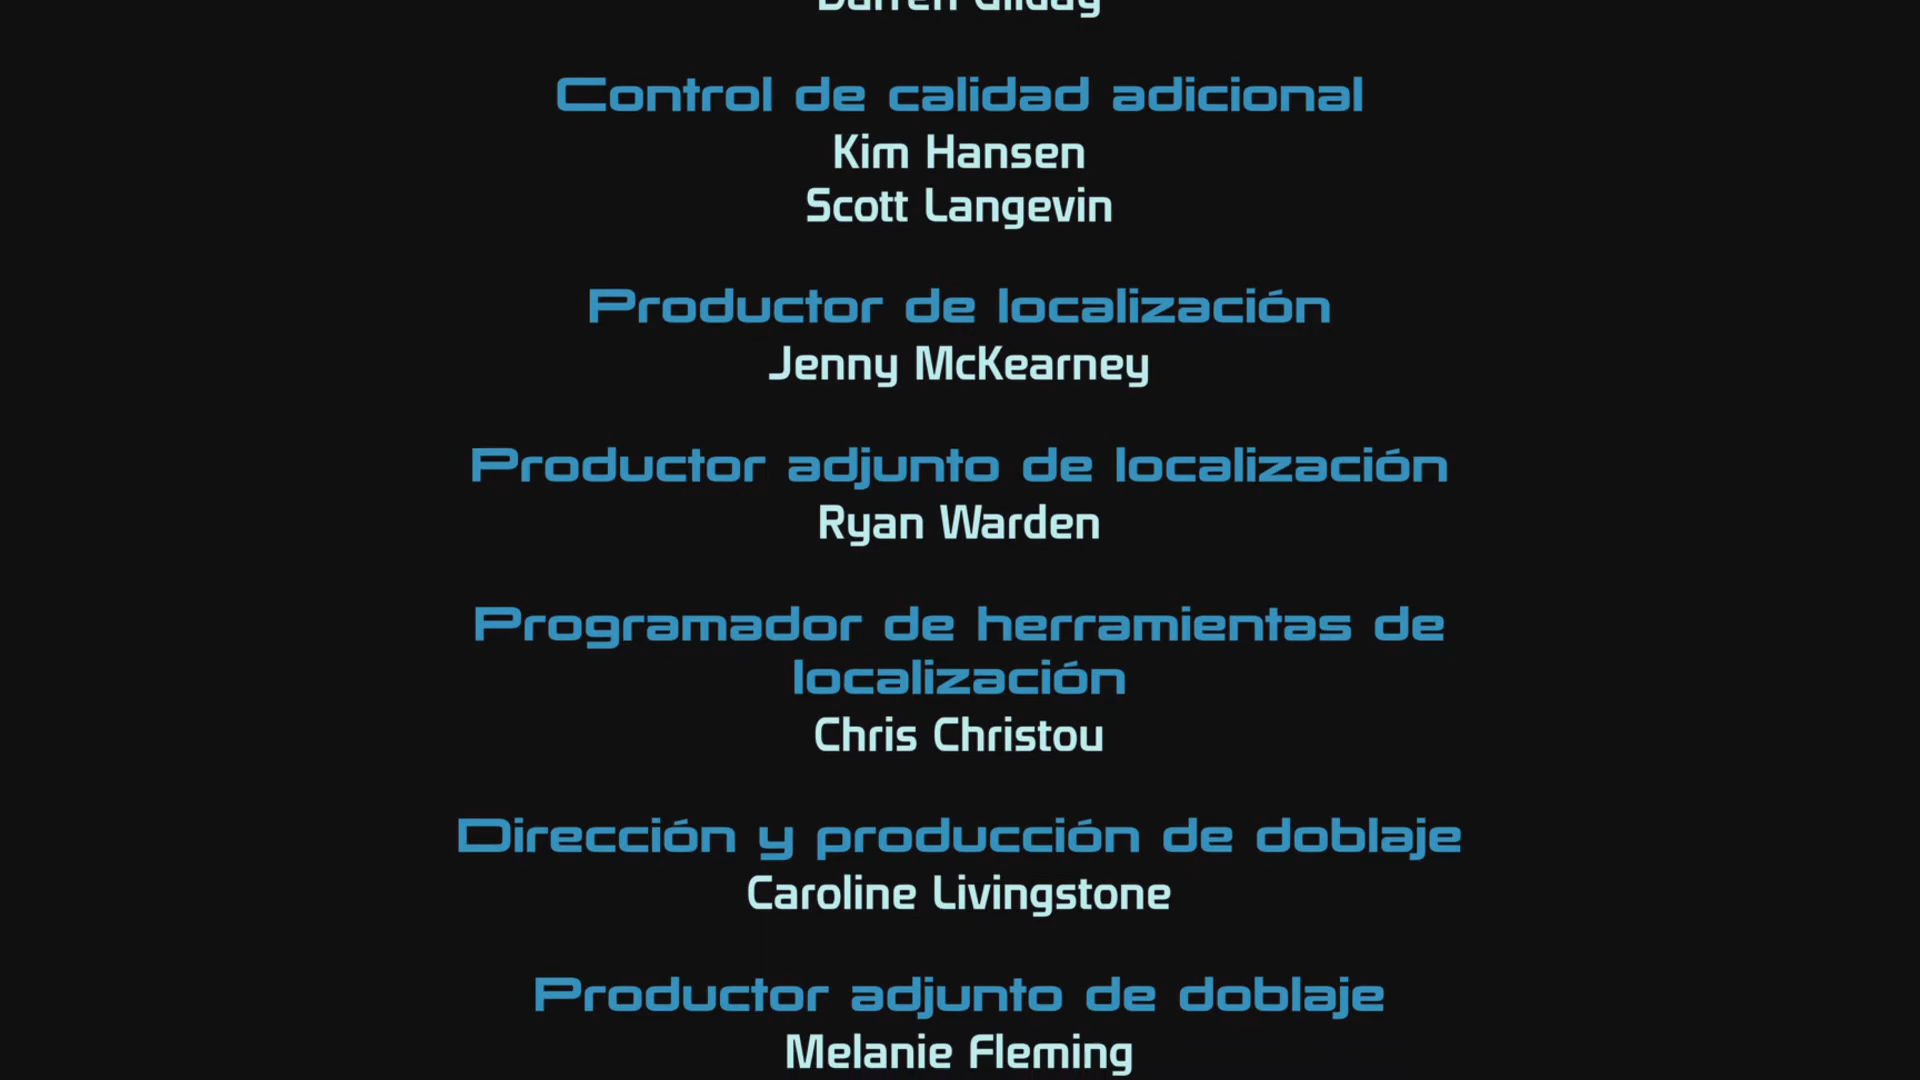 Darren Gilday
Control de calidad adicional
Kim Hansen
Scott Langevin
Productor de localización
Jenny McKearney
Productor adjunto de localización
Ryan Warden
Programador de herramientas de
localización
Chris Christou
Dirección y producción de doblaje
Caroline Livingstone
Productor adjunto de doblaje
Melanie Fleming